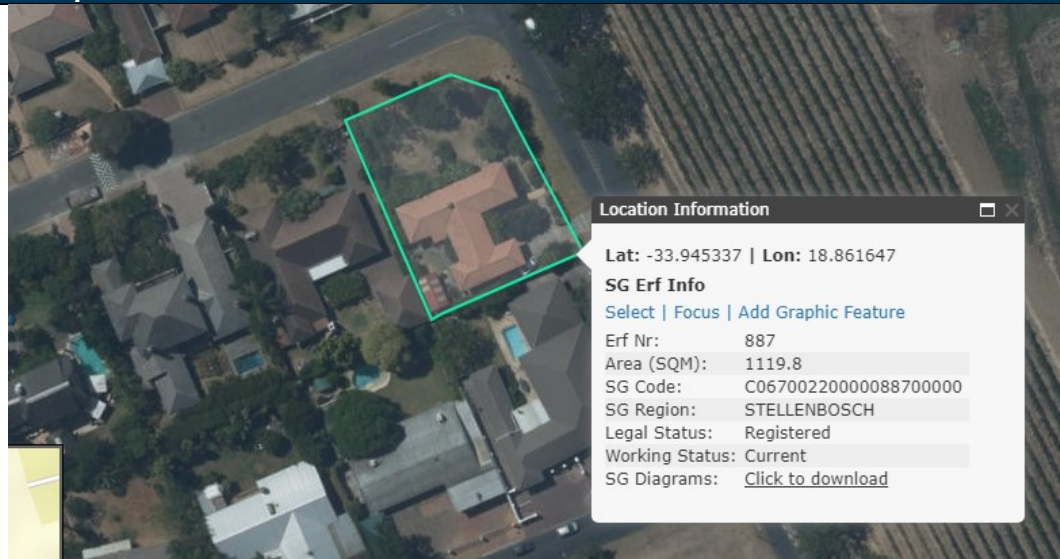 Location Information
Lat: -33.945337 | Lon: 18.861647
SG Erf Info
Select | Focus | Add Graphic Feature
Erf Nr: 887
Area (SQM): 1119.8
SG Code: C06700220000088700000
SG Region: STELLENBOSCH
Legal Status: Registered
Working Status: Current
SG Diagrams: Click to download